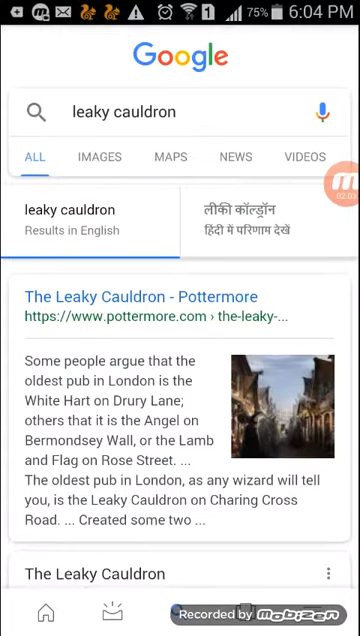 1 75% 6:04 PM
Google
leaky cauldron
ALL IMAGES MAPS NEWS VIDEOS
leaky cauldron
Results in English
लीकी कॉल्ड्रॉन
हिंदी में परिणाम देखें
02:03
The Leaky Cauldron - Pottermore
https://www.pottermore.com › the-leaky-...
Some people argue that the
oldest pub in London is the
White Hart on Drury Lane;
others that it is the Angel on
Bermondsey Wall, or the Lamb
and Flag on Rose Street. ...
The oldest pub in London, as any wizard will tell
you, is the Leaky Cauldron on Charing Cross
Road. ... Created some two ...
The Leaky Cauldron
Recorded by mobizen